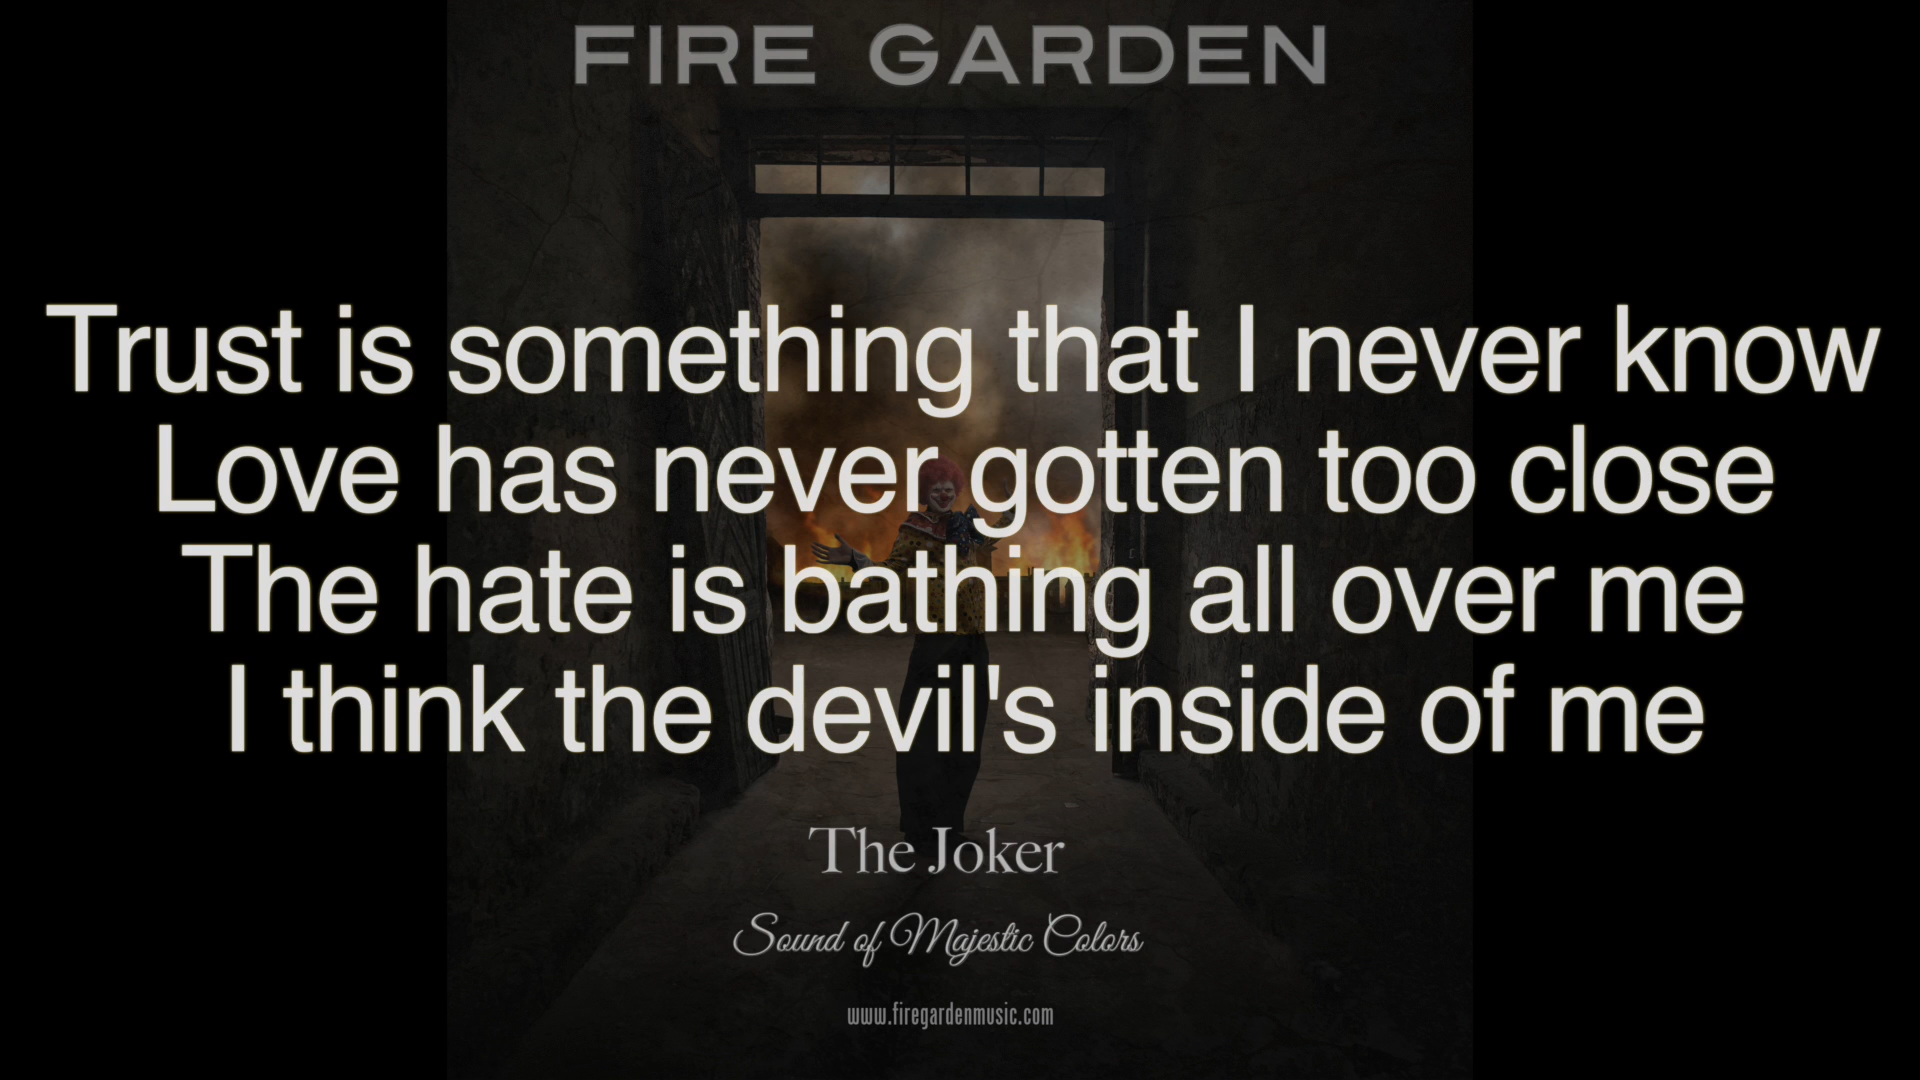 FIRE GARDEN
Trust is something that I never know
Love has never gotten too close
The hate is bathing all over me
I think the devil's inside of me
The Joker
Sound of Majestic Colors
www.firegardenmusic.com